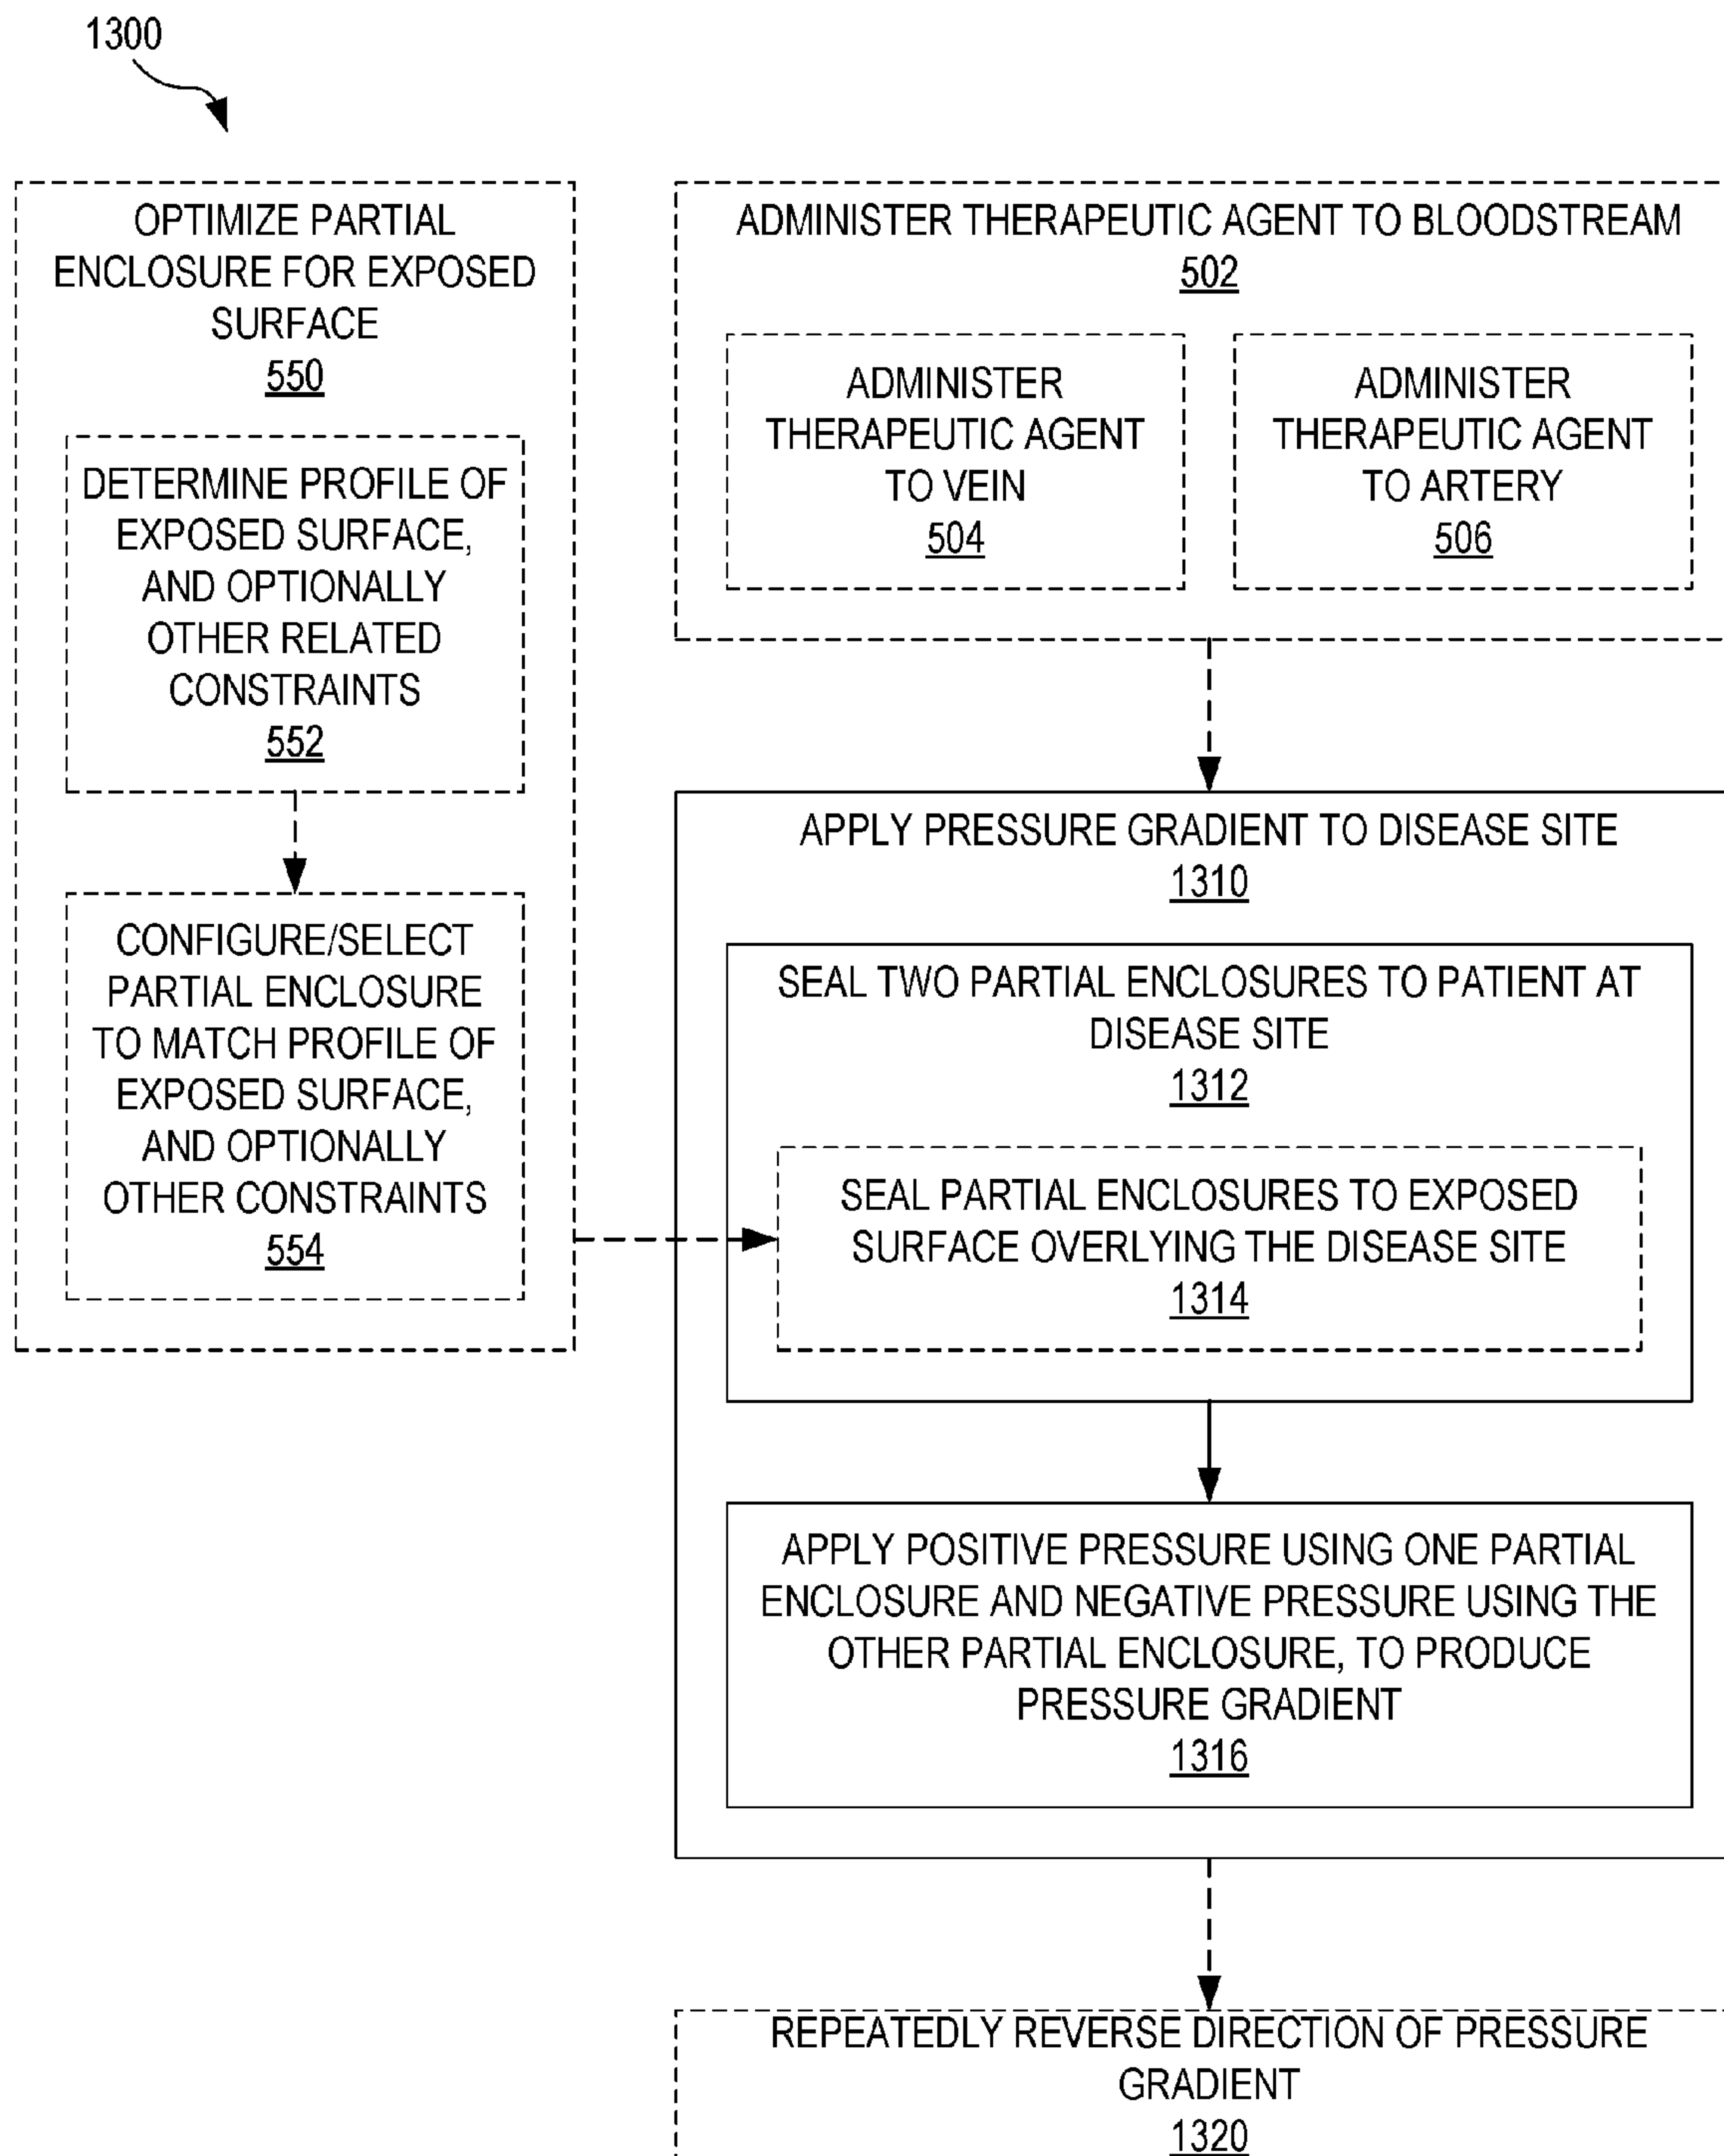 1300
OPTIMIZE PARTIAL
ENCLOSURE FOR EXPOSED
SURFACE
550
DETERMINE PROFILE OF
EXPOSED SURFACE,
AND OPTIONALLY
OTHER RELATED
CONSTRAINTS
552
CONFIGURE/SELECT
PARTIAL ENCLOSURE
TO MATCH PROFILE OF
EXPOSED SURFACE,
AND OPTIONALLY
OTHER CONSTRAINTS
554
ADMINISTER THERAPEUTIC AGENT TO BLOODSTREAM
502
ADMINISTER
THERAPEUTIC AGENT
TO VEIN
504
ADMINISTER
THERAPEUTIC AGENT
TO ARTERY
506
APPLY PRESSURE GRADIENT TO DISEASE SITE
1310
SEAL TWO PARTIAL ENCLOSURES TO PATIENT AT
DISEASE SITE
1312
SEAL PARTIAL ENCLOSURES TO EXPOSED
SURFACE OVERLYING THE DISEASE SITE
1314
APPLY POSITIVE PRESSURE USING ONE PARTIAL
ENCLOSURE AND NEGATIVE PRESSURE USING THE
OTHER PARTIAL ENCLOSURE, TO PRODUCE
PRESSURE GRADIENT
1316
REPEATEDLY REVERSE DIRECTION OF PRESSURE
GRADIENT
1320